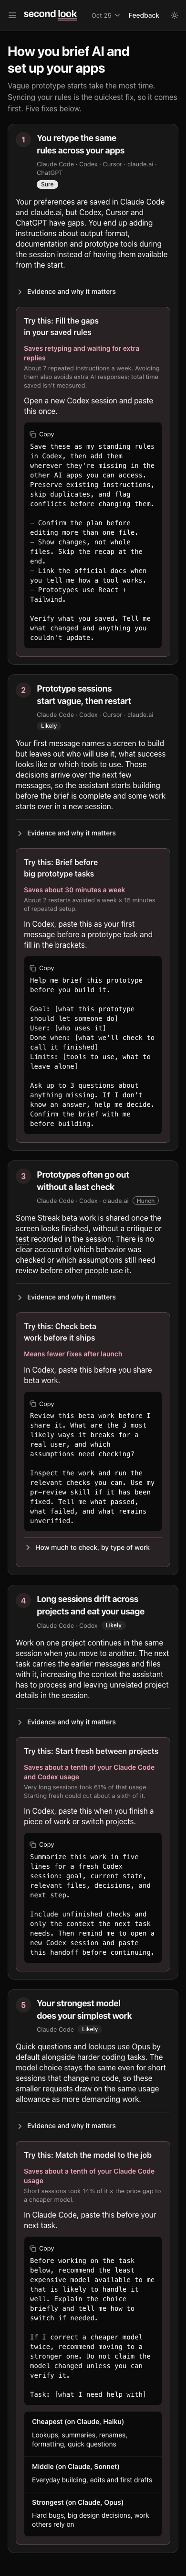 second look
Oct 25
Feedback
How you brief AI and
set up your apps
Vague prototype starts take the most time.
Syncing your rules is the quickest fix, so it comes
first. Five fixes below.
1
You retype the same
rules across your apps
Claude Code · Codex · Cursor · claude.ai ·
ChatGPT
Sure
Your preferences are saved in Claude Code
and claude.ai, but Codex, Cursor and
ChatGPT have gaps. You end up adding
instructions about output format,
documentation and prototype tools during
the session instead of having them available
from the start.
Evidence and why it matters
Try this: Fill the gaps
in your saved rules
Saves retyping and waiting for extra
replies
About 7 repeated instructions a week. Avoiding
them also avoids extra AI responses; total time
saved isn't measured.
Open a new Codex session and paste
this once.
Copy
Save these as my standing rules
in Codex, then add them
wherever they're missing in the
other AI apps you can access.
Preserve existing instructions,
skip duplicates, and flag
conflicts before changing them.
- Confirm the plan before
editing more than one file.
- Show changes, not whole
files. Skip the recap at the
end.
- Link the official docs when
you tell me how a tool works.
- Prototypes use React +
Tailwind.
Verify what you saved. Tell me
what changed and anything you
couldn't update.
2
Prototype sessions
start vague, then restart
Claude Code · Codex · Cursor · claude.ai
Likely
Your first message names a screen to build
but leaves out who will use it, what success
looks like or which tools to use. Those
decisions arrive over the next few
messages, so the assistant starts building
before the brief is complete and some work
starts over in a new session.
Evidence and why it matters
Try this: Brief before
big prototype tasks
Saves about 30 minutes a week
About 2 restarts avoided a week × 15 minutes
of repeated setup.
In Codex, paste this as your first
message before a prototype task and
fill in the brackets.
Copy
Help me brief this prototype
before you build it.
Goal: [what this prototype
should let someone do]
User: [who uses it]
Done when: [what we'll check to
call it finished]
Limits: [tools to use, what to
leave alone]
Ask up to 3 questions about
anything missing. If I don't
know an answer, help me decide.
Confirm the brief with me
before building.
3
Prototypes often go out
without a last check
Claude Code · Codex · claude.ai
Hunch
Some Streak beta work is shared once the
screen looks finished, without a critique or
test recorded in the session. There is no
clear account of which behavior was
checked or which assumptions still need
review before other people use it.
Evidence and why it matters
Try this: Check beta
work before it ships
Means fewer fixes after launch
In Codex, paste this before you share
beta work.
Copy
Review this beta work before I
share it. What are the 3 most
likely ways it breaks for a
real user, and which
assumptions need checking?
Inspect the work and run the
relevant checks you can. Use my
pr-review skill if it has been
fixed. Tell me what passed,
what failed, and what remains
unverified.
How much to check, by type of work
4
Long sessions drift across
projects and eat your usage
Claude Code · Codex
Likely
Work on one project continues in the same
session when you move to another. The next
task carries the earlier messages and files
with it, increasing the context the assistant
has to process and leaving unrelated project
details in the session.
Evidence and why it matters
Try this: Start fresh between projects
Saves about a tenth of your Claude Code
and Codex usage
Very long sessions took 61% of that usage.
Starting fresh could cut about a sixth of it.
In Codex, paste this when you finish a
piece of work or switch projects.
Copy
Summarize this work in five
lines for a fresh Codex
session: goal, current state,
relevant files, decisions, and
next step.
Include unfinished checks and
only the context the next task
needs. Then remind me to open a
new Codex session and paste
this handoff before continuing.
5
Your strongest model
does your simplest work
Claude Code
Likely
Quick questions and lookups use Opus by
default alongside harder coding tasks. The
model choice stays the same even for short
sessions that change no code, so these
smaller requests draw on the same usage
allowance as more demanding work.
Evidence and why it matters
Try this: Match the model to the job
Saves about a tenth of your Claude Code
usage
Short sessions took 14% of it × the price gap to
a cheaper model.
In Claude Code, paste this before your
next task.
Copy
Before working on the task
below, recommend the least
expensive model available to me
that is likely to handle it
well. Explain the choice
briefly and tell me how to
switch if needed.
If I correct a cheaper model
twice, recommend moving to a
stronger one. Do not claim the
model changed unless you can
verify it.
Task: [what I need help with]
Cheapest (on Claude, Haiku)
Lookups, summaries, renames,
formatting, quick questions
Middle (on Claude, Sonnet)
Everyday building, edits and first drafts
Strongest (on Claude, Opus)
Hard bugs, big design decisions, work
others rely on